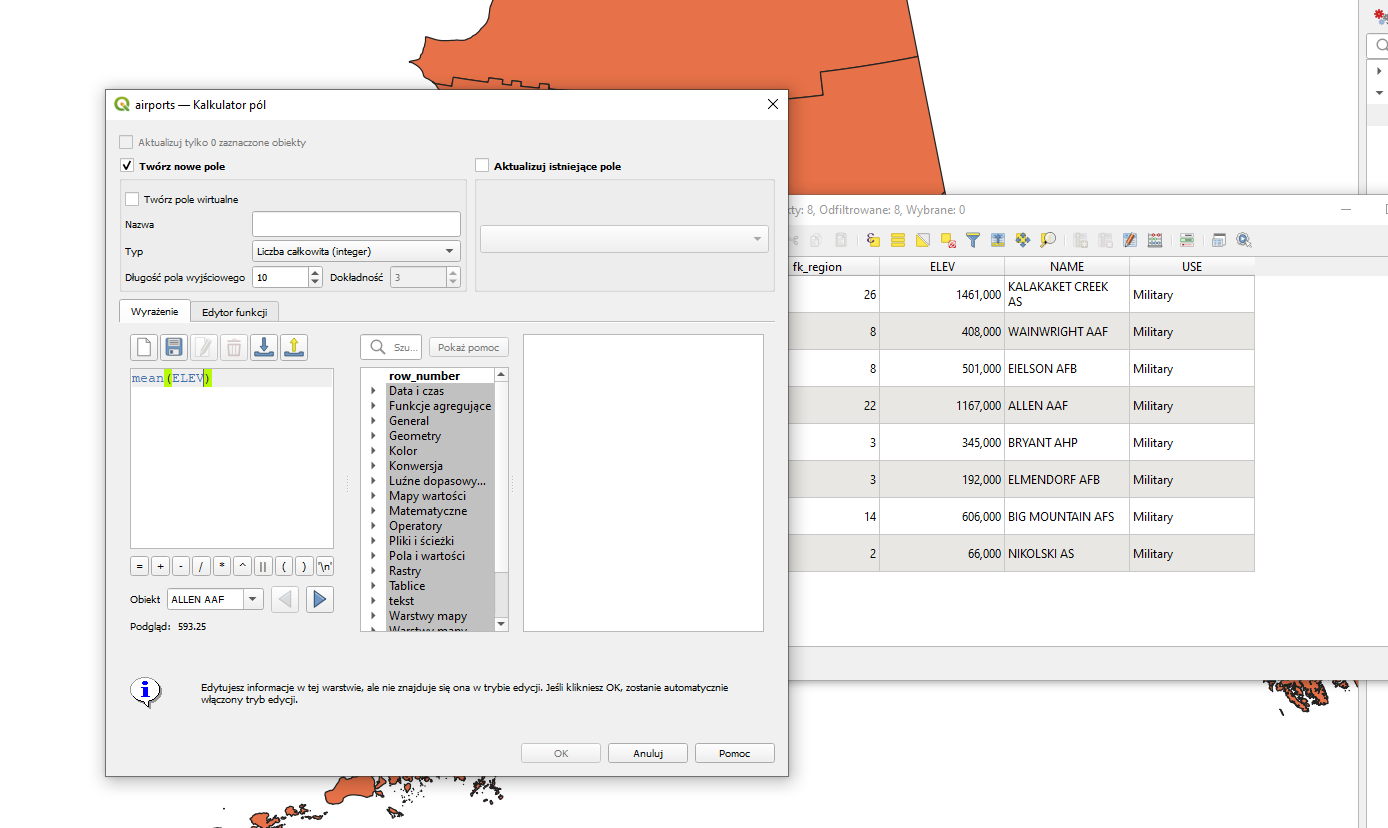 airports — Kalkulator pól
Aktualizuj tylko 0 zaznaczone obiekty
Twórz nowe pole
Aktualizuj istniejące pole
Twórz pole wirtualne
Nazwa
Typ
Liczba całkowita (integer)
Długość pola wyjściowego
10
Dokładność
3
Wyrażenie
Edytor funkcji
Szu...
Pokaż pomoc
mean(ELEV)
row_number
Data i czas
Funkcje agregujące
General
Geometry
Kolor
Konwersja
Luźne dopasowy...
Mapy wartości
Matematyczne
Operatory
Pliki i ścieżki
Pola i wartości
Rastry
Tablice
tekst
Warstwy mapy
Warstwy mapy
= + - / * ^ || ( ) '\n'
Obiekt
ALLEN AAF
Podgląd: 593.25
Edytujesz informacje w tej warstwie, ale nie znajduje się ona w trybie edycji. Jeśli klikniesz OK, zostanie automatycznie
włączony tryb edycji.
OK
Anuluj
Pomoc
kty: 8, Odfiltrowane: 8, Wybrane: 0
fk_region ELEV NAME USE
26 1461,000 KALAKAKET CREEK
AS Military
8 408,000 WAINWRIGHT AAF Military
8 501,000 EIELSON AFB Military
22 1167,000 ALLEN AAF Military
3 345,000 BRYANT AHP Military
3 192,000 ELMENDORF AFB Military
14 606,000 BIG MOUNTAIN AFS Military
2 66,000 NIKOLSKI AS Military